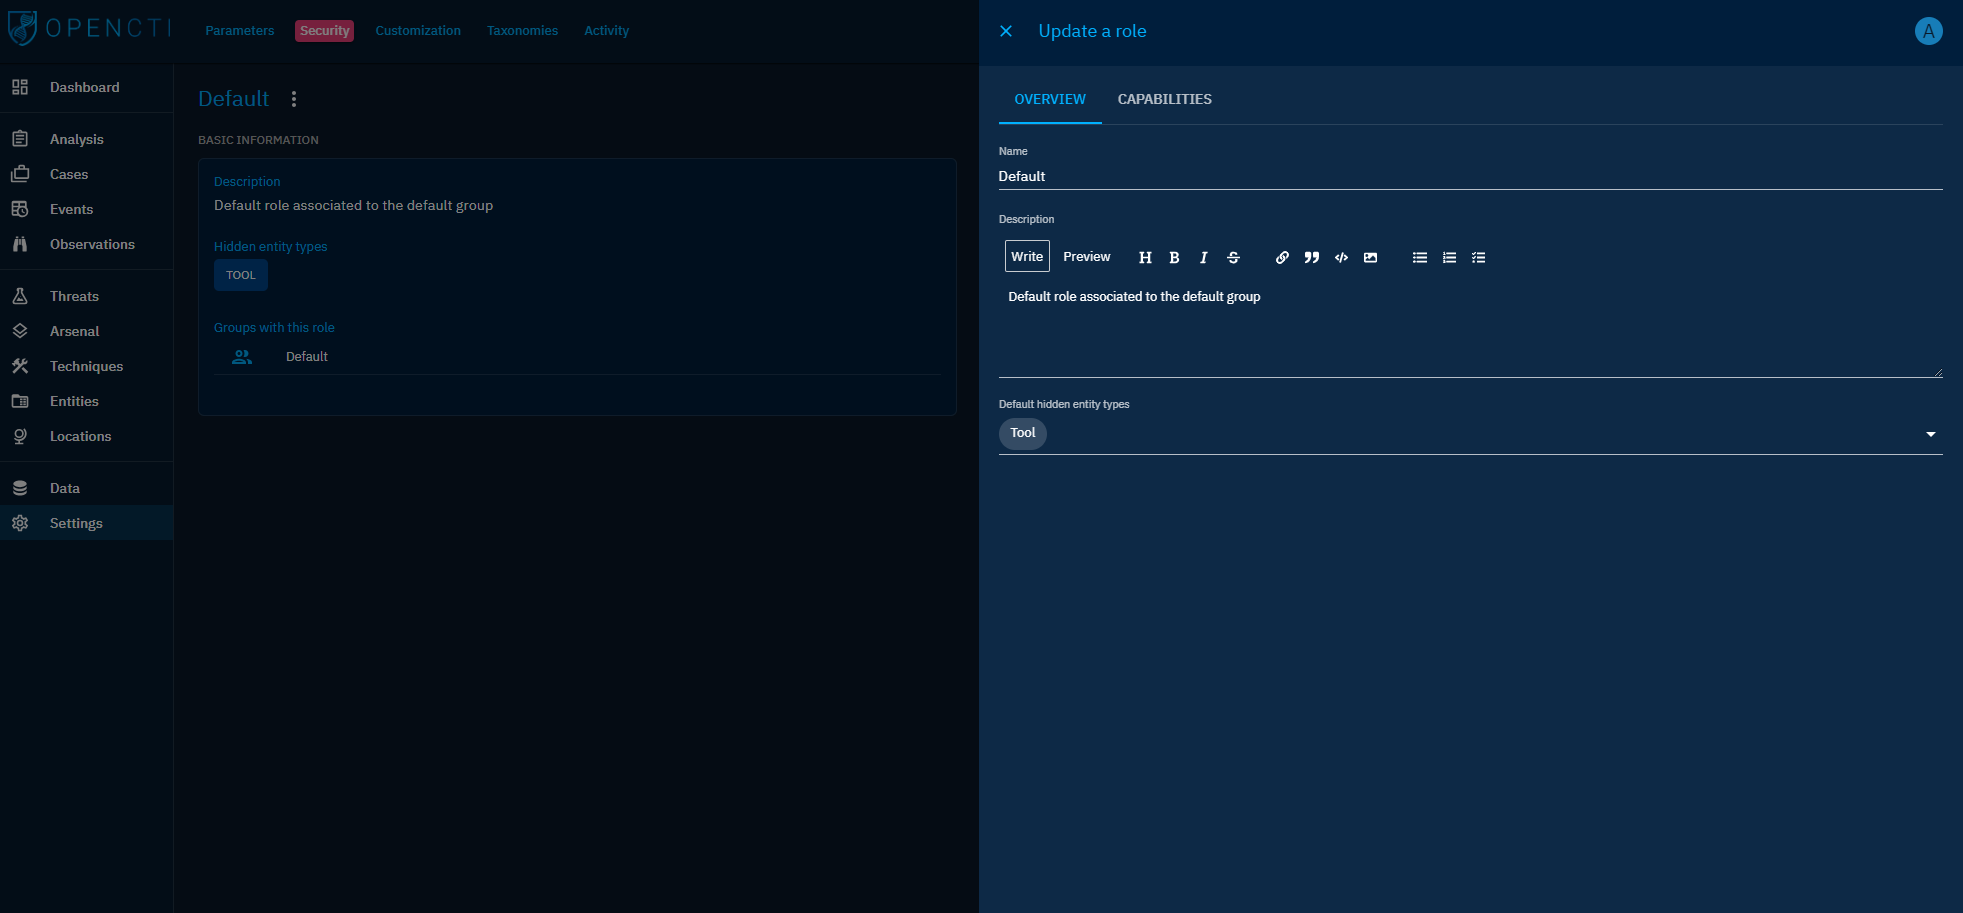 OPENCTI
Parameters
Security
Customization
Taxonomies
Activity
Update a role
A
Dashboard
Analysis
Cases
Events
Observations
Threats
Arsenal
Techniques
Entities
Locations
Data
Settings
Default
BASIC INFORMATION
Description
Default role associated to the default group
Hidden entity types
TOOL
Groups with this role
Default
OVERVIEW
CAPABILITIES
Name
Default
Description
Write
Preview
H B I S
Default role associated to the default group
Default hidden entity types
Tool